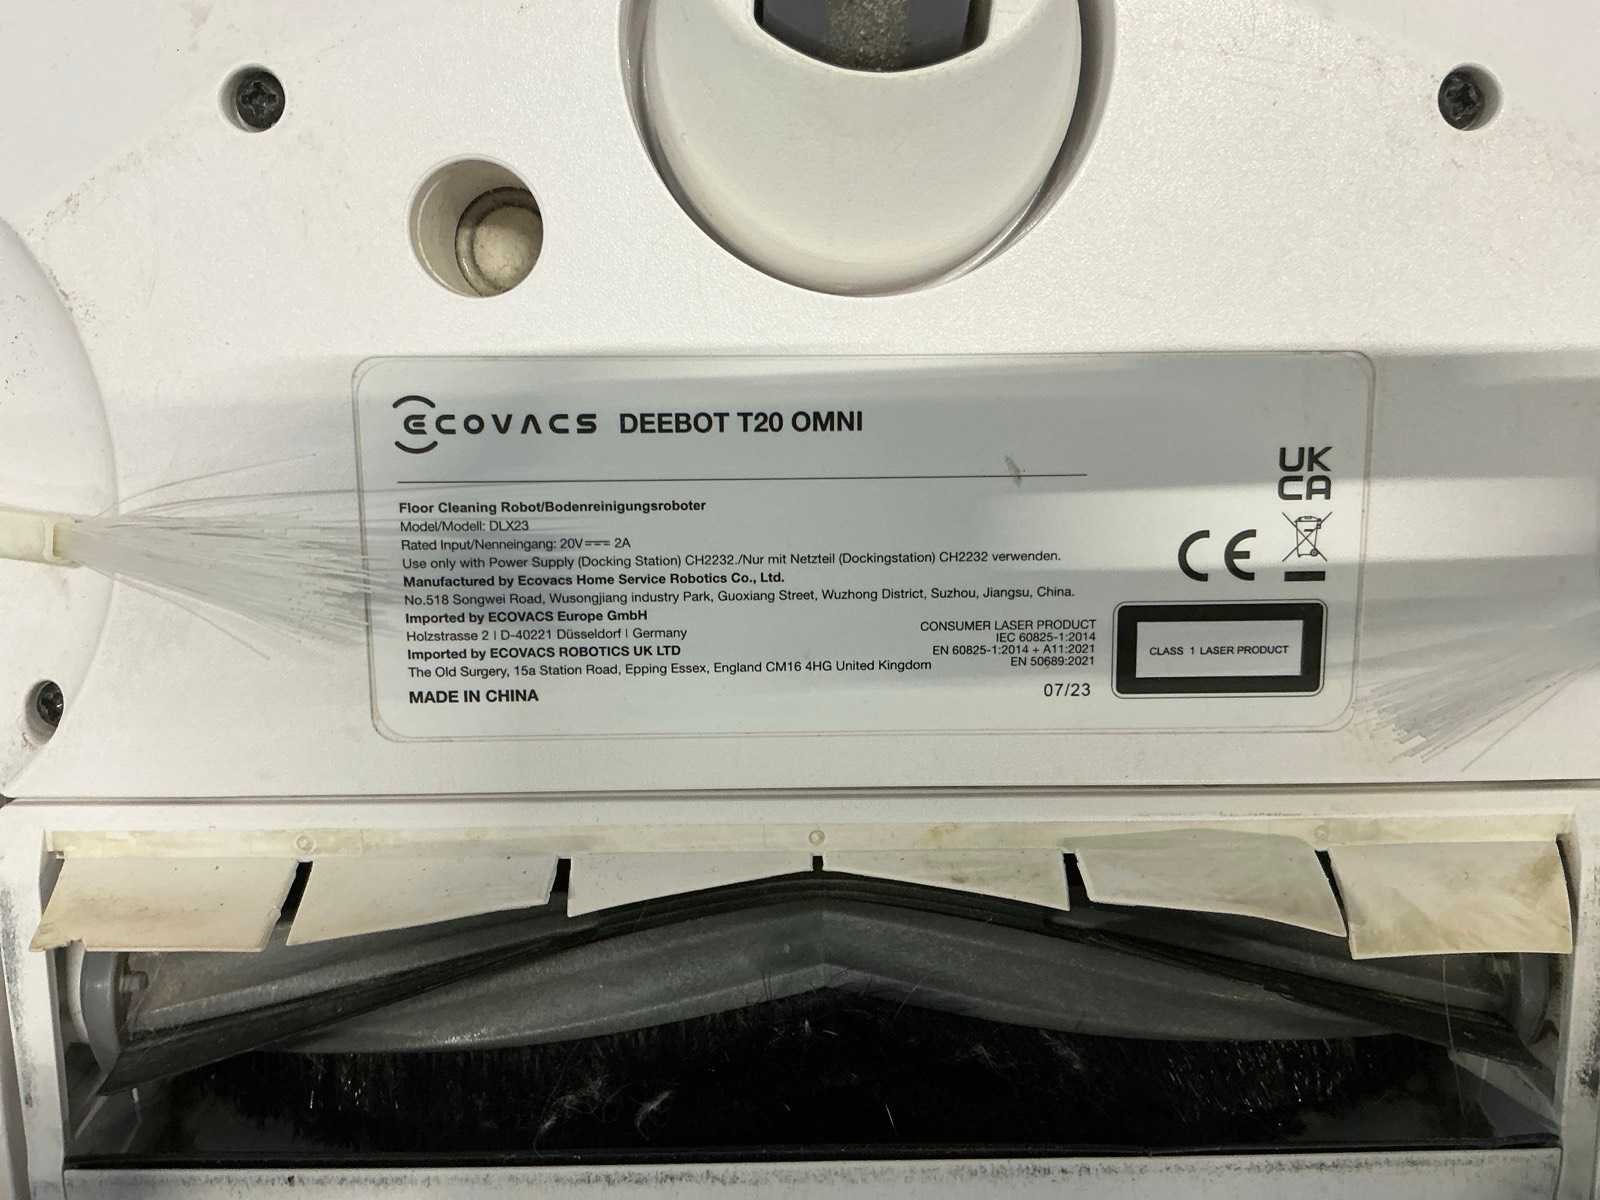 ECOVACS DEEBOT T20 OMNI
Floor Cleaning Robot/Bodenreinigungsroboter
Model/Modell: DLX23
Rated Input/Nenneingang: 20V⎓ 2A
Use only with Power Supply (Docking Station) CH2232./Nur mit Netzteil (Dockingstation) CH2232 verwenden.
Manufactured by Ecovacs Home Service Robotics Co., Ltd.
No.518 Songwei Road, Wusongjiang industry Park, Guoxiang Street, Wuzhong District, Suzhou, Jiangsu, China.
Imported by ECOVACS Europe GmbH
Holzstrasse 2 I D-40221 Düsseldorf I Germany
Imported by ECOVACS ROBOTICS UK LTD
The Old Surgery, 15a Station Road, Epping Essex, England CM16 4HG United Kingdom
MADE IN CHINA
CONSUMER LASER PRODUCT
IEC 60825-1:2014
EN 60825-1:2014 + A11:2021
EN 50689:2021
07/23
UK
CA
CE
CLASS 1 LASER PRODUCT